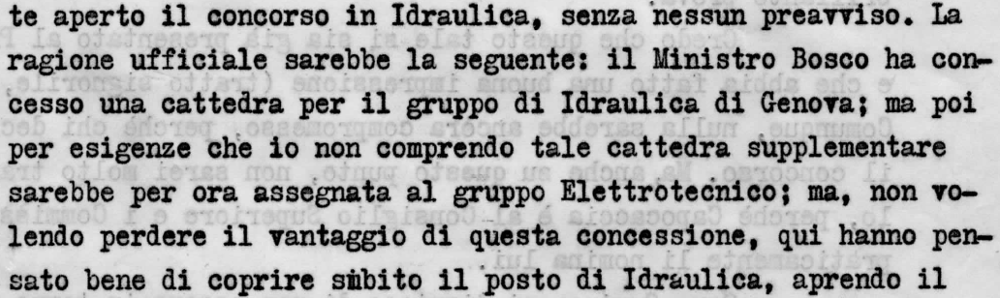 te aperto il concorso in Idraulica, senza nessun preavviso. La
ragione ufficiale sarebbe la seguente: il Ministro Bosco ha con-
cesso una cattedra per il gruppo di Idraulica di Genova; ma poi
per esigenze che io non comprendo tale cattedra supplementare
sarebbe per ora assegnata al gruppo Elettrotecnico; ma, non vo-
lendo perdere il vantaggio di questa concessione, qui hanno pen-
sato bene di coprire sùbito il posto di Idraulica, aprendo il